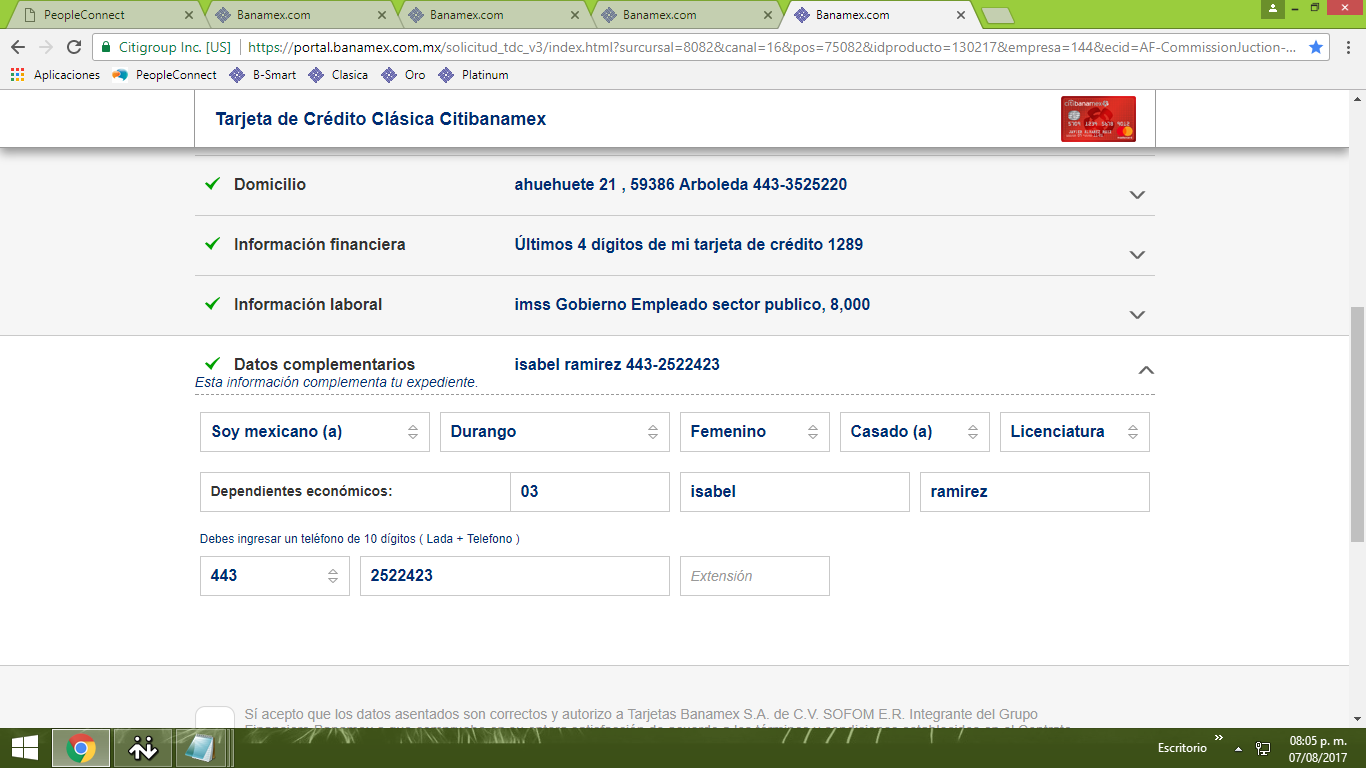 PeopleConnect Banamex.com Banamex.com Banamex.com Banamex.com
Citigroup Inc. [US] https://portal.banamex.com.mx/solicitud_tdc_v3/index.html?surcursal=8082&canal=16&pos=75082&idproducto=130217&empresa=144&ecid=AF-CommissionJuction-...
Aplicaciones PeopleConnect B-Smart Clasica Oro Platinum
Tarjeta de Crédito Clásica Citibanamex
citibanamex
Domicilio ahuehuete 21 , 59386 Arboleda 443-3525220
Información financiera Últimos 4 dígitos de mi tarjeta de crédito 1289
Información laboral imss Gobierno Empleado sector publico, 8,000
Datos complementarios isabel ramirez 443-2522423
Esta información complementa tu expediente.
Soy mexicano (a) Durango Femenino Casado (a) Licenciatura
Dependientes económicos: 03 isabel ramirez
Debes ingresar un teléfono de 10 dígitos ( Lada + Telefono )
443 2522423 Extensión
Sí acepto que los datos asentados son correctos y autorizo a Tarjetas Banamex S.A. de C.V. SOFOM E.R. Integrante del Grupo
Escritorio » 08:05 p. m.
07/08/2017